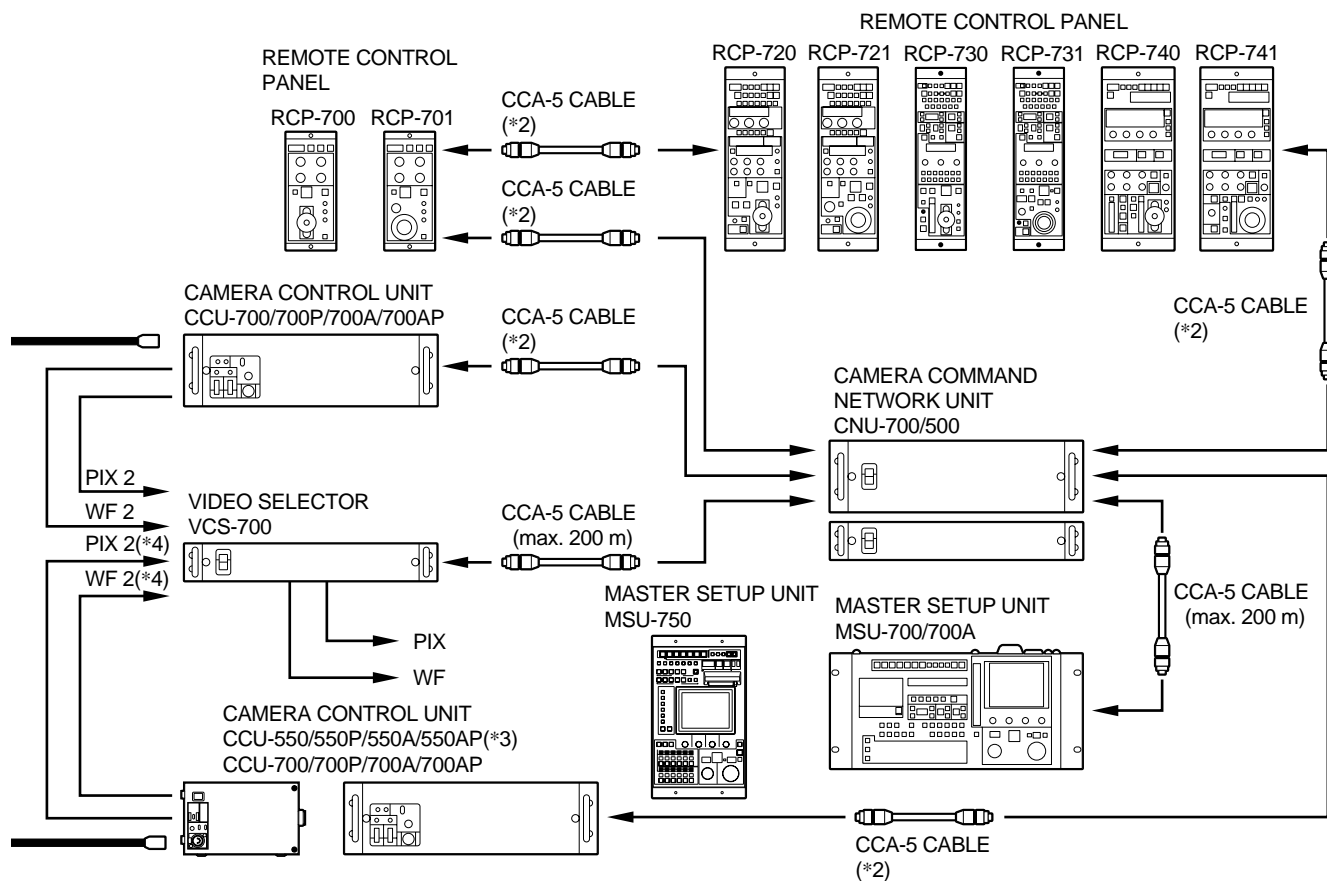 REMOTE CONTROL PANEL
RCP-720 RCP-721 RCP-730 RCP-731 RCP-740 RCP-741
REMOTE CONTROL
PANEL
RCP-700 RCP-701
CCA-5 CABLE
(*2)
CCA-5 CABLE
(*2)
CAMERA CONTROL UNIT
CCU-700/700P/700A/700AP
CCA-5 CABLE
(*2)
CCA-5 CABLE
(*2)
CAMERA COMMAND
NETWORK UNIT
CNU-700/500
PIX 2
WF 2
PIX 2(*4)
WF 2(*4)
VIDEO SELECTOR
VCS-700
CCA-5 CABLE
(max. 200 m)
PIX
WF
MASTER SETUP UNIT
MSU-750
MASTER SETUP UNIT
MSU-700/700A
CCA-5 CABLE
(max. 200 m)
CAMERA CONTROL UNIT
CCU-550/550P/550A/550AP(*3)
CCU-700/700P/700A/700AP
CCA-5 CABLE
(*2)